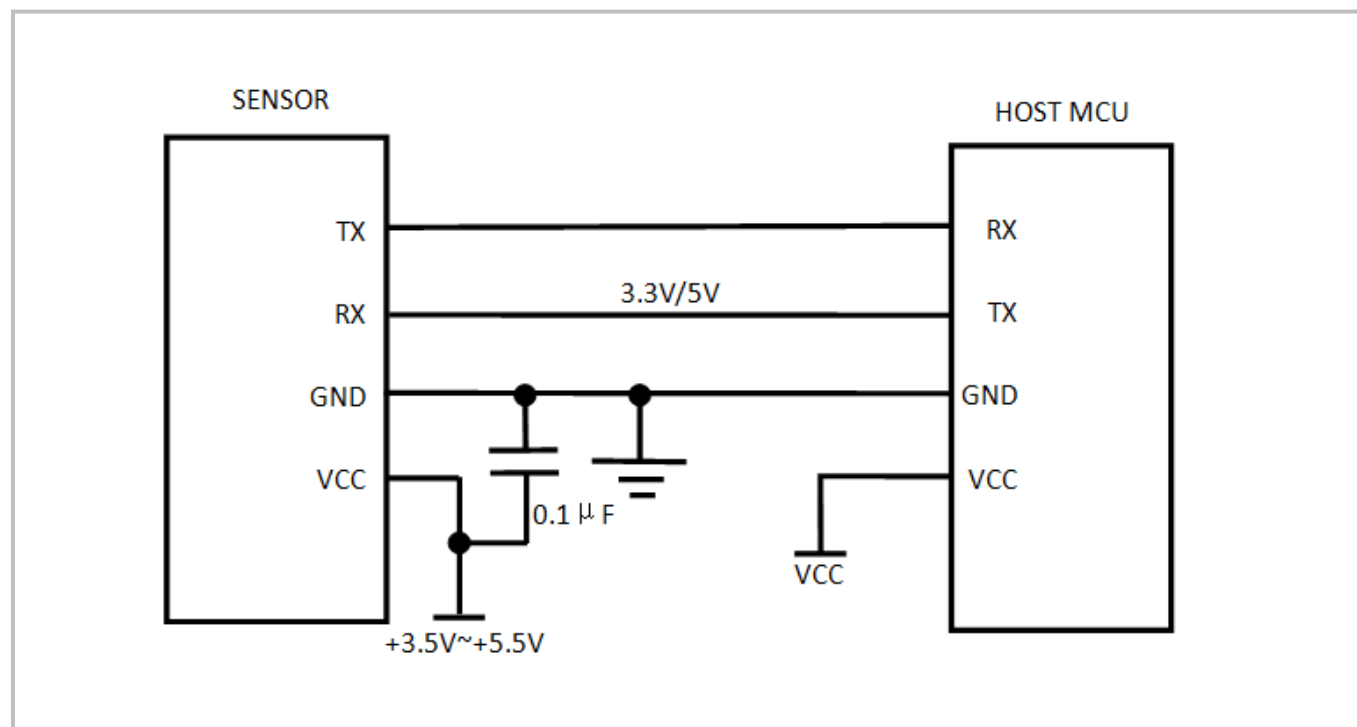 SENSOR
HOST MCU
TX
RX
3.3V/5V
RX
TX
GND
GND
VCC
VCC
0.1 μ F
VCC
+3.5V~+5.5V